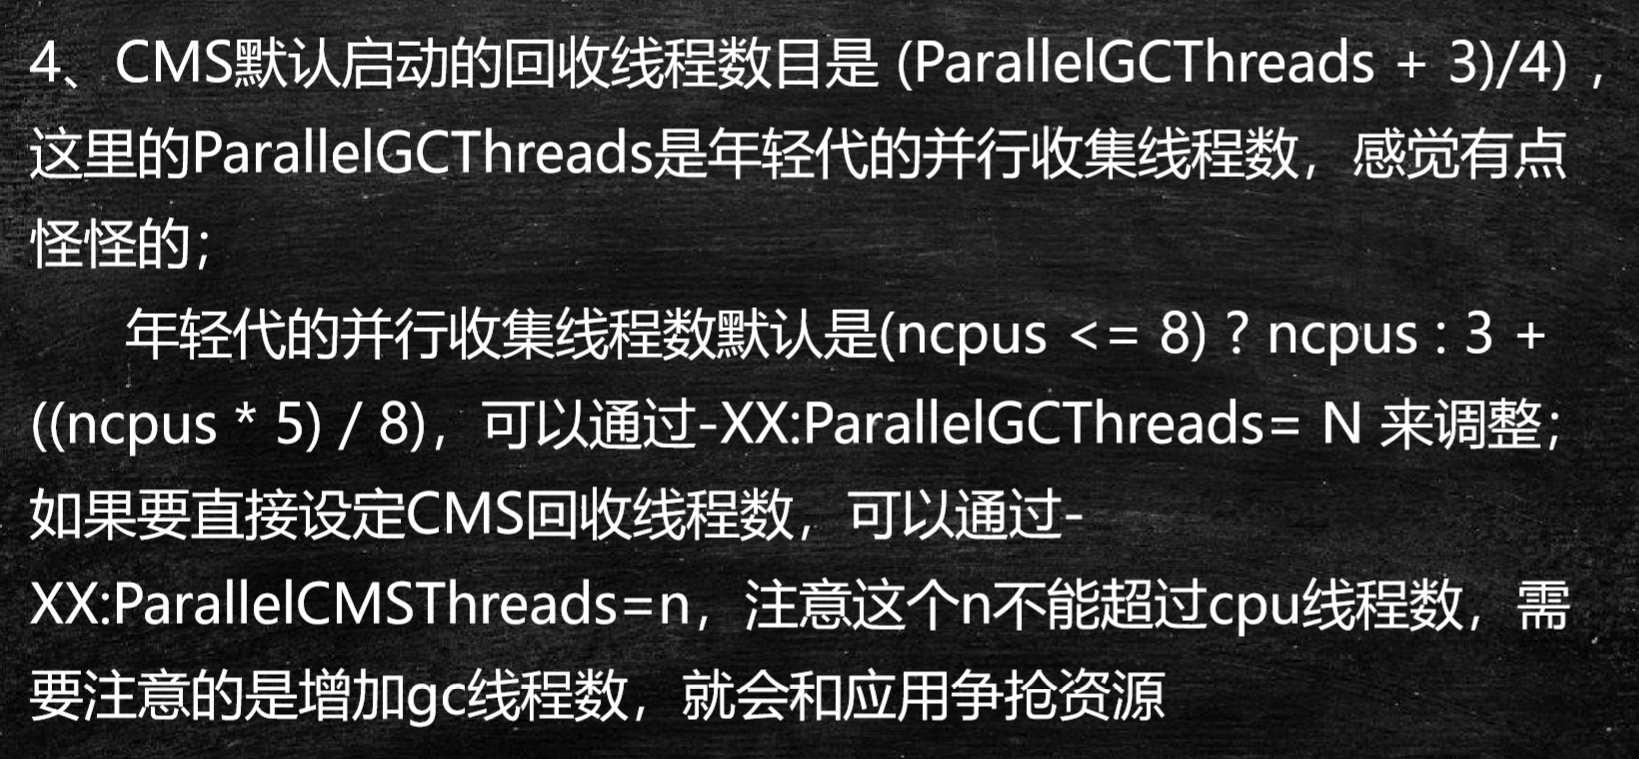 4、CMS默认启动的回收线程数目是 (ParallelGCThreads + 3)/4) ，
这里的ParallelGCThreads是年轻代的并行收集线程数，感觉有点
怪怪的；
年轻代的并行收集线程数默认是(ncpus <= 8) ? ncpus : 3 +
((ncpus * 5) / 8)，可以通过-XX:ParallelGCThreads= N 来调整；
如果要直接设定CMS回收线程数，可以通过-
XX:ParallelCMSThreads=n，注意这个n不能超过cpu线程数，需
要注意的是增加gc线程数，就会和应用争抢资源